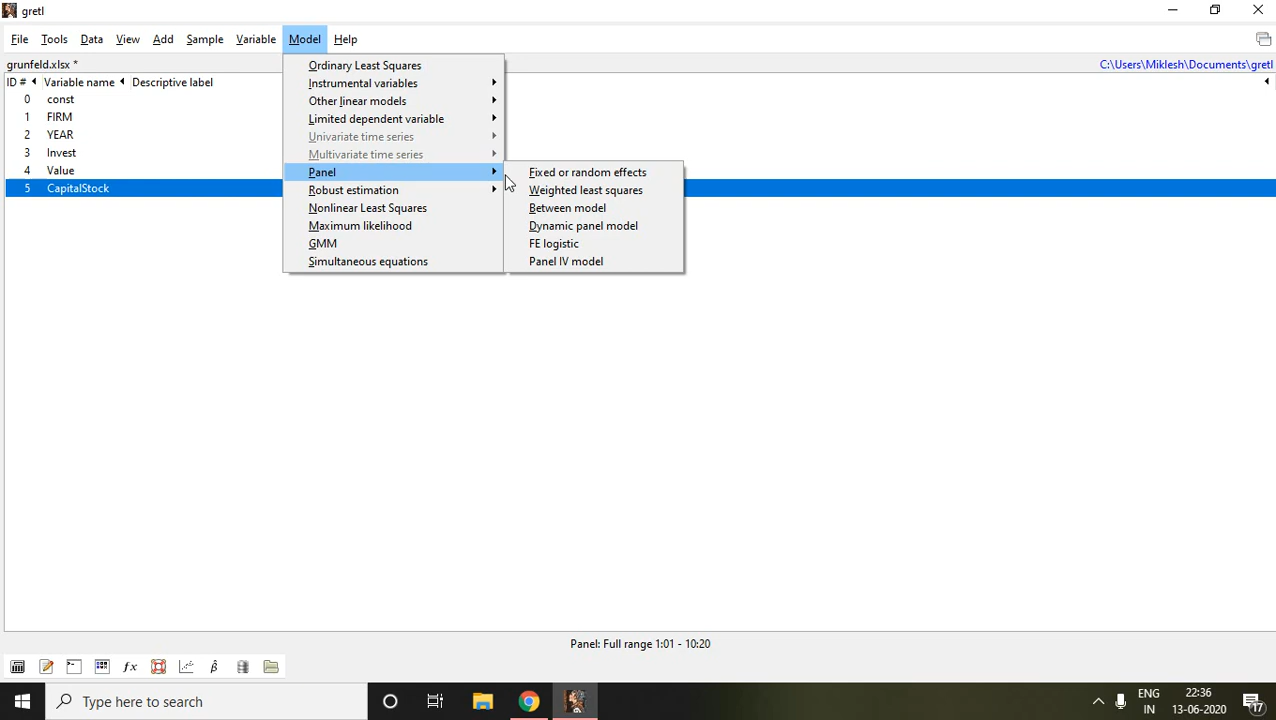 gretl
File Tools Data View Add Sample Variable Model Help
grunfeld.xlsx * C:\Users\Miklesh\Documents\gretl
ID # Variable name Descriptive label
0 const
1 FIRM
2 YEAR
3 Invest
4 Value
5 CapitalStock
Ordinary Least Squares
Instrumental variables
Other linear models
Limited dependent variable
Univariate time series
Multivariate time series
Panel
Robust estimation
Nonlinear Least Squares
Maximum likelihood
GMM
Simultaneous equations
Fixed or random effects
Weighted least squares
Between model
Dynamic panel model
FE logistic
Panel IV model
Panel: Full range 1:01 - 10:20
fx
β̂
Type here to search
ENG
IN
22:36
13-06-2020
17